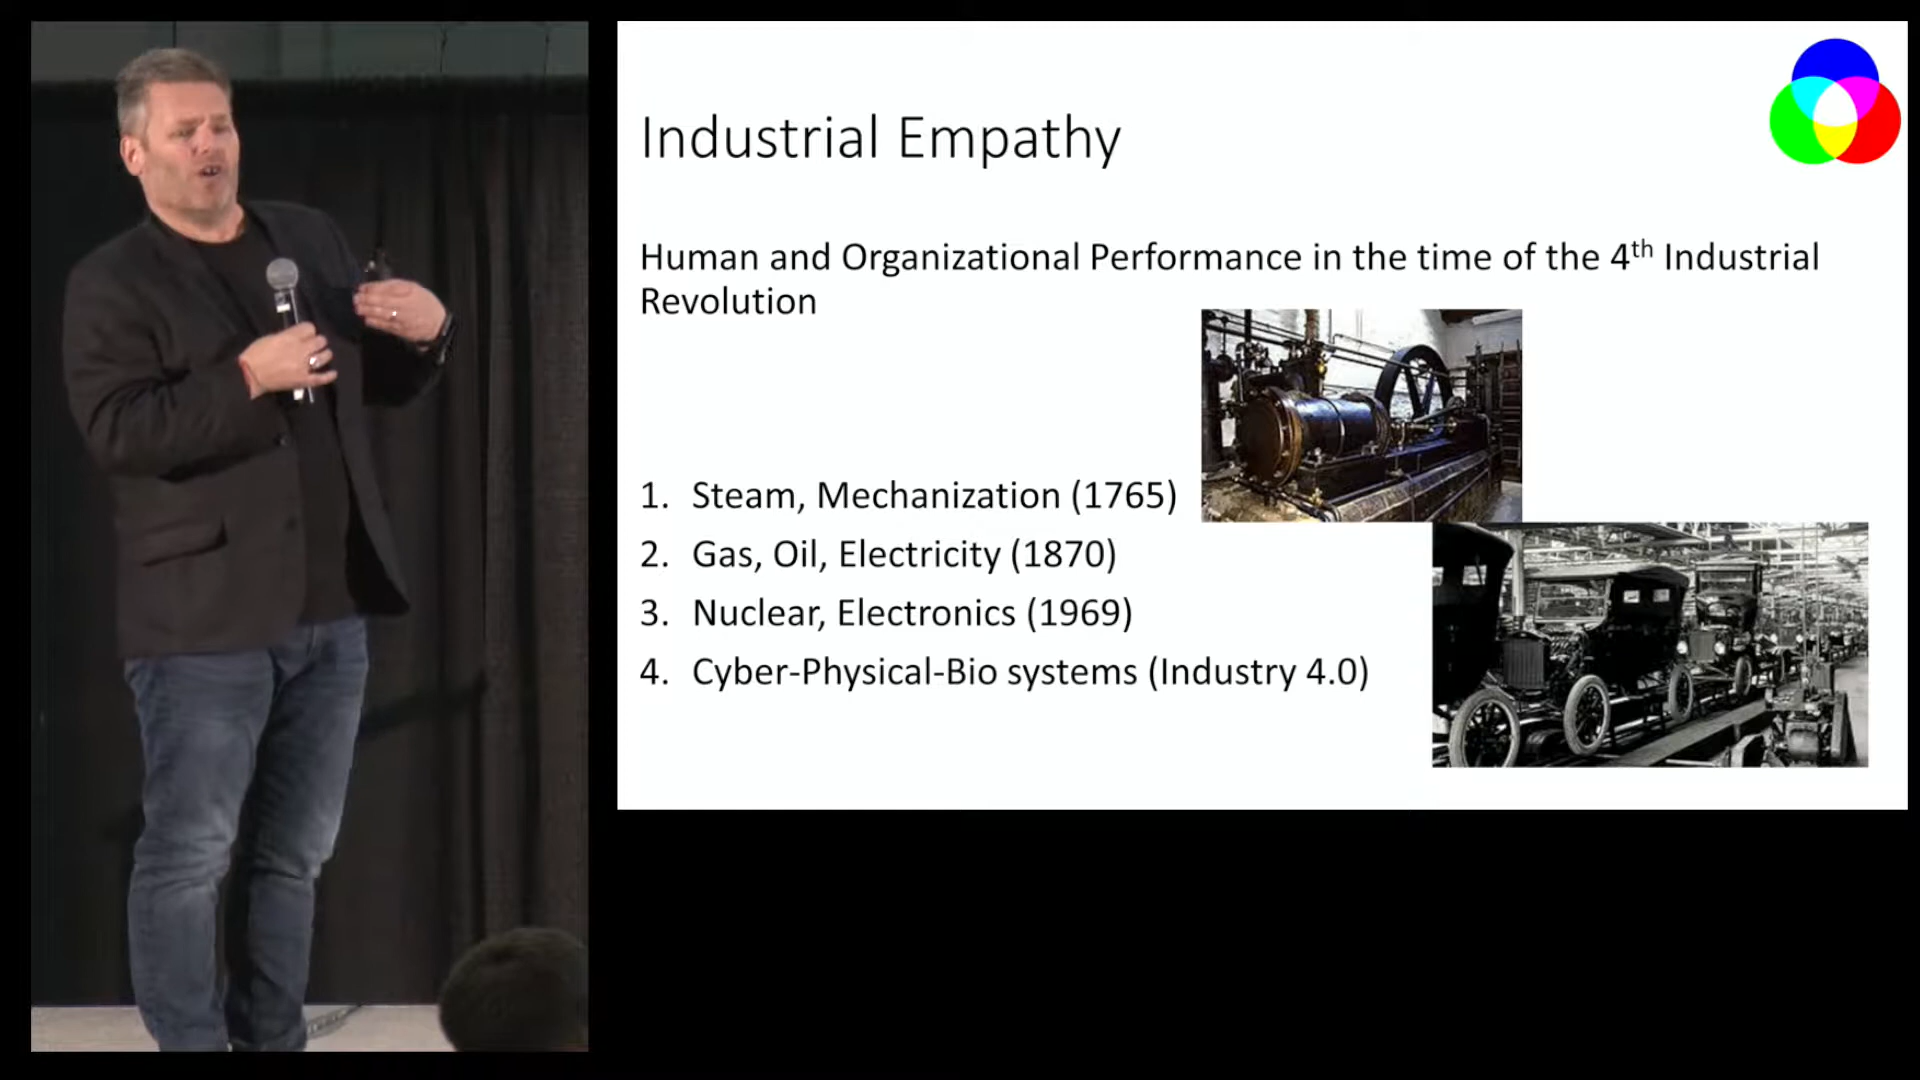 Industrial Empathy
Human and Organizational Performance in the time of the 4th Industrial
Revolution
1. Steam, Mechanization (1765)
2. Gas, Oil, Electricity (1870)
3. Nuclear, Electronics (1969)
4. Cyber-Physical-Bio systems (Industry 4.0)